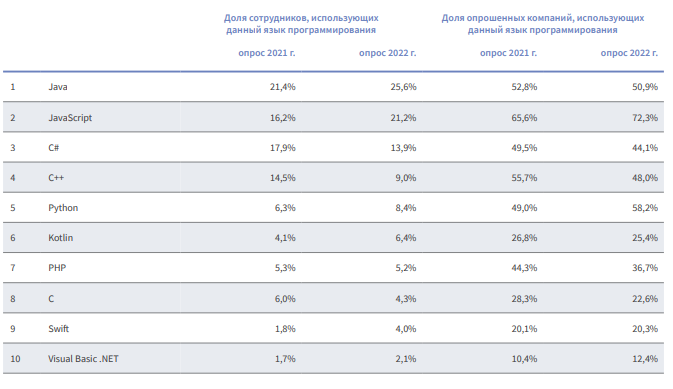 Доля сотрудников, использующих данный язык программирования
Доля опрошенных компаний, использующих данный язык программирования
опрос 2021 г. опрос 2022 г. опрос 2021 г. опрос 2022 г.
1 Java 21,4% 25,6% 52,8% 50,9%
2 JavaScript 16,2% 21,2% 65,6% 72,3%
3 C# 17,9% 13,9% 49,5% 44,1%
4 C++ 14,5% 9,0% 55,7% 48,0%
5 Python 6,3% 8,4% 49,0% 58,2%
6 Kotlin 4,1% 6,4% 26,8% 25,4%
7 PHP 5,3% 5,2% 44,3% 36,7%
8 C 6,0% 4,3% 28,3% 22,6%
9 Swift 1,8% 4,0% 20,1% 20,3%
10 Visual Basic .NET 1,7% 2,1% 10,4% 12,4%